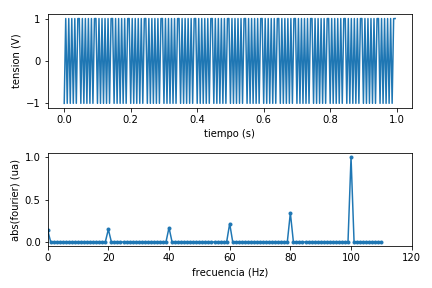 tension (V)
1
0
−1
0.0 0.2 0.4 0.6 0.8 1.0
tiempo (s)
abs(fourier) (ua)
1.0
0.5
0.0
0 20 40 60 80 100 120
frecuencia (Hz)